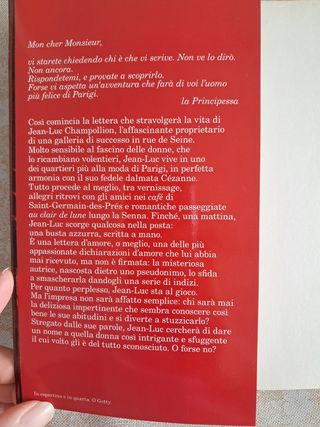 Mon cher Monsieur,
vi starete chiedendo chi è che vi scrive. Non ve lo dirò.
Non ancora.
Rispondetemi, e provate a scoprirlo.
Forse vi aspetta un'avventura che farà di voi l'uomo
più felice di Parigi.
la Principessa
Così comincia la lettera che stravolgerà la vita di
Jean-Luc Champollion, l'affascinante proprietario
di una galleria di successo in rue de Seine.
Molto sensibile al fascino delle donne, che
lo ricambiano volentieri, Jean-Luc vive in uno
dei quartieri più alla moda di Parigi, in perfetta
armonia con il suo fedele dalmata Cézanne.
Tutto procede al meglio, tra vernissage,
allegri ritrovi con gli amici nei café di
Saint-Germain-des-Prés e romantiche passeggiate
au clair de lune lungo la Senna. Finché, una mattina,
Jean-Luc scorge qualcosa nella posta:
una busta azzurra, scritta a mano.
È una lettera d'amore, o meglio, una delle più
appassionate dichiarazioni d'amore che lui abbia
mai ricevuto, ma non è firmata: la misteriosa
autrice, nascosta dietro uno pseudonimo, lo sfida
a smascherarla dandogli una serie di indizi.
Per quanto perplesso, Jean-Luc sta al gioco.
Ma l'impresa non sarà affatto semplice: chi sarà mai
la deliziosa impertinente che sembra conoscere così
bene le sue abitudini e si diverte a stuzzicarlo?
Stregato dalle sue parole, Jean-Luc cercherà di dare
un nome a quella donna così intrigante e sfuggente
il cui volto gli è del tutto sconosciuto. O forse no?
In copertina e in quarta: © Getty.